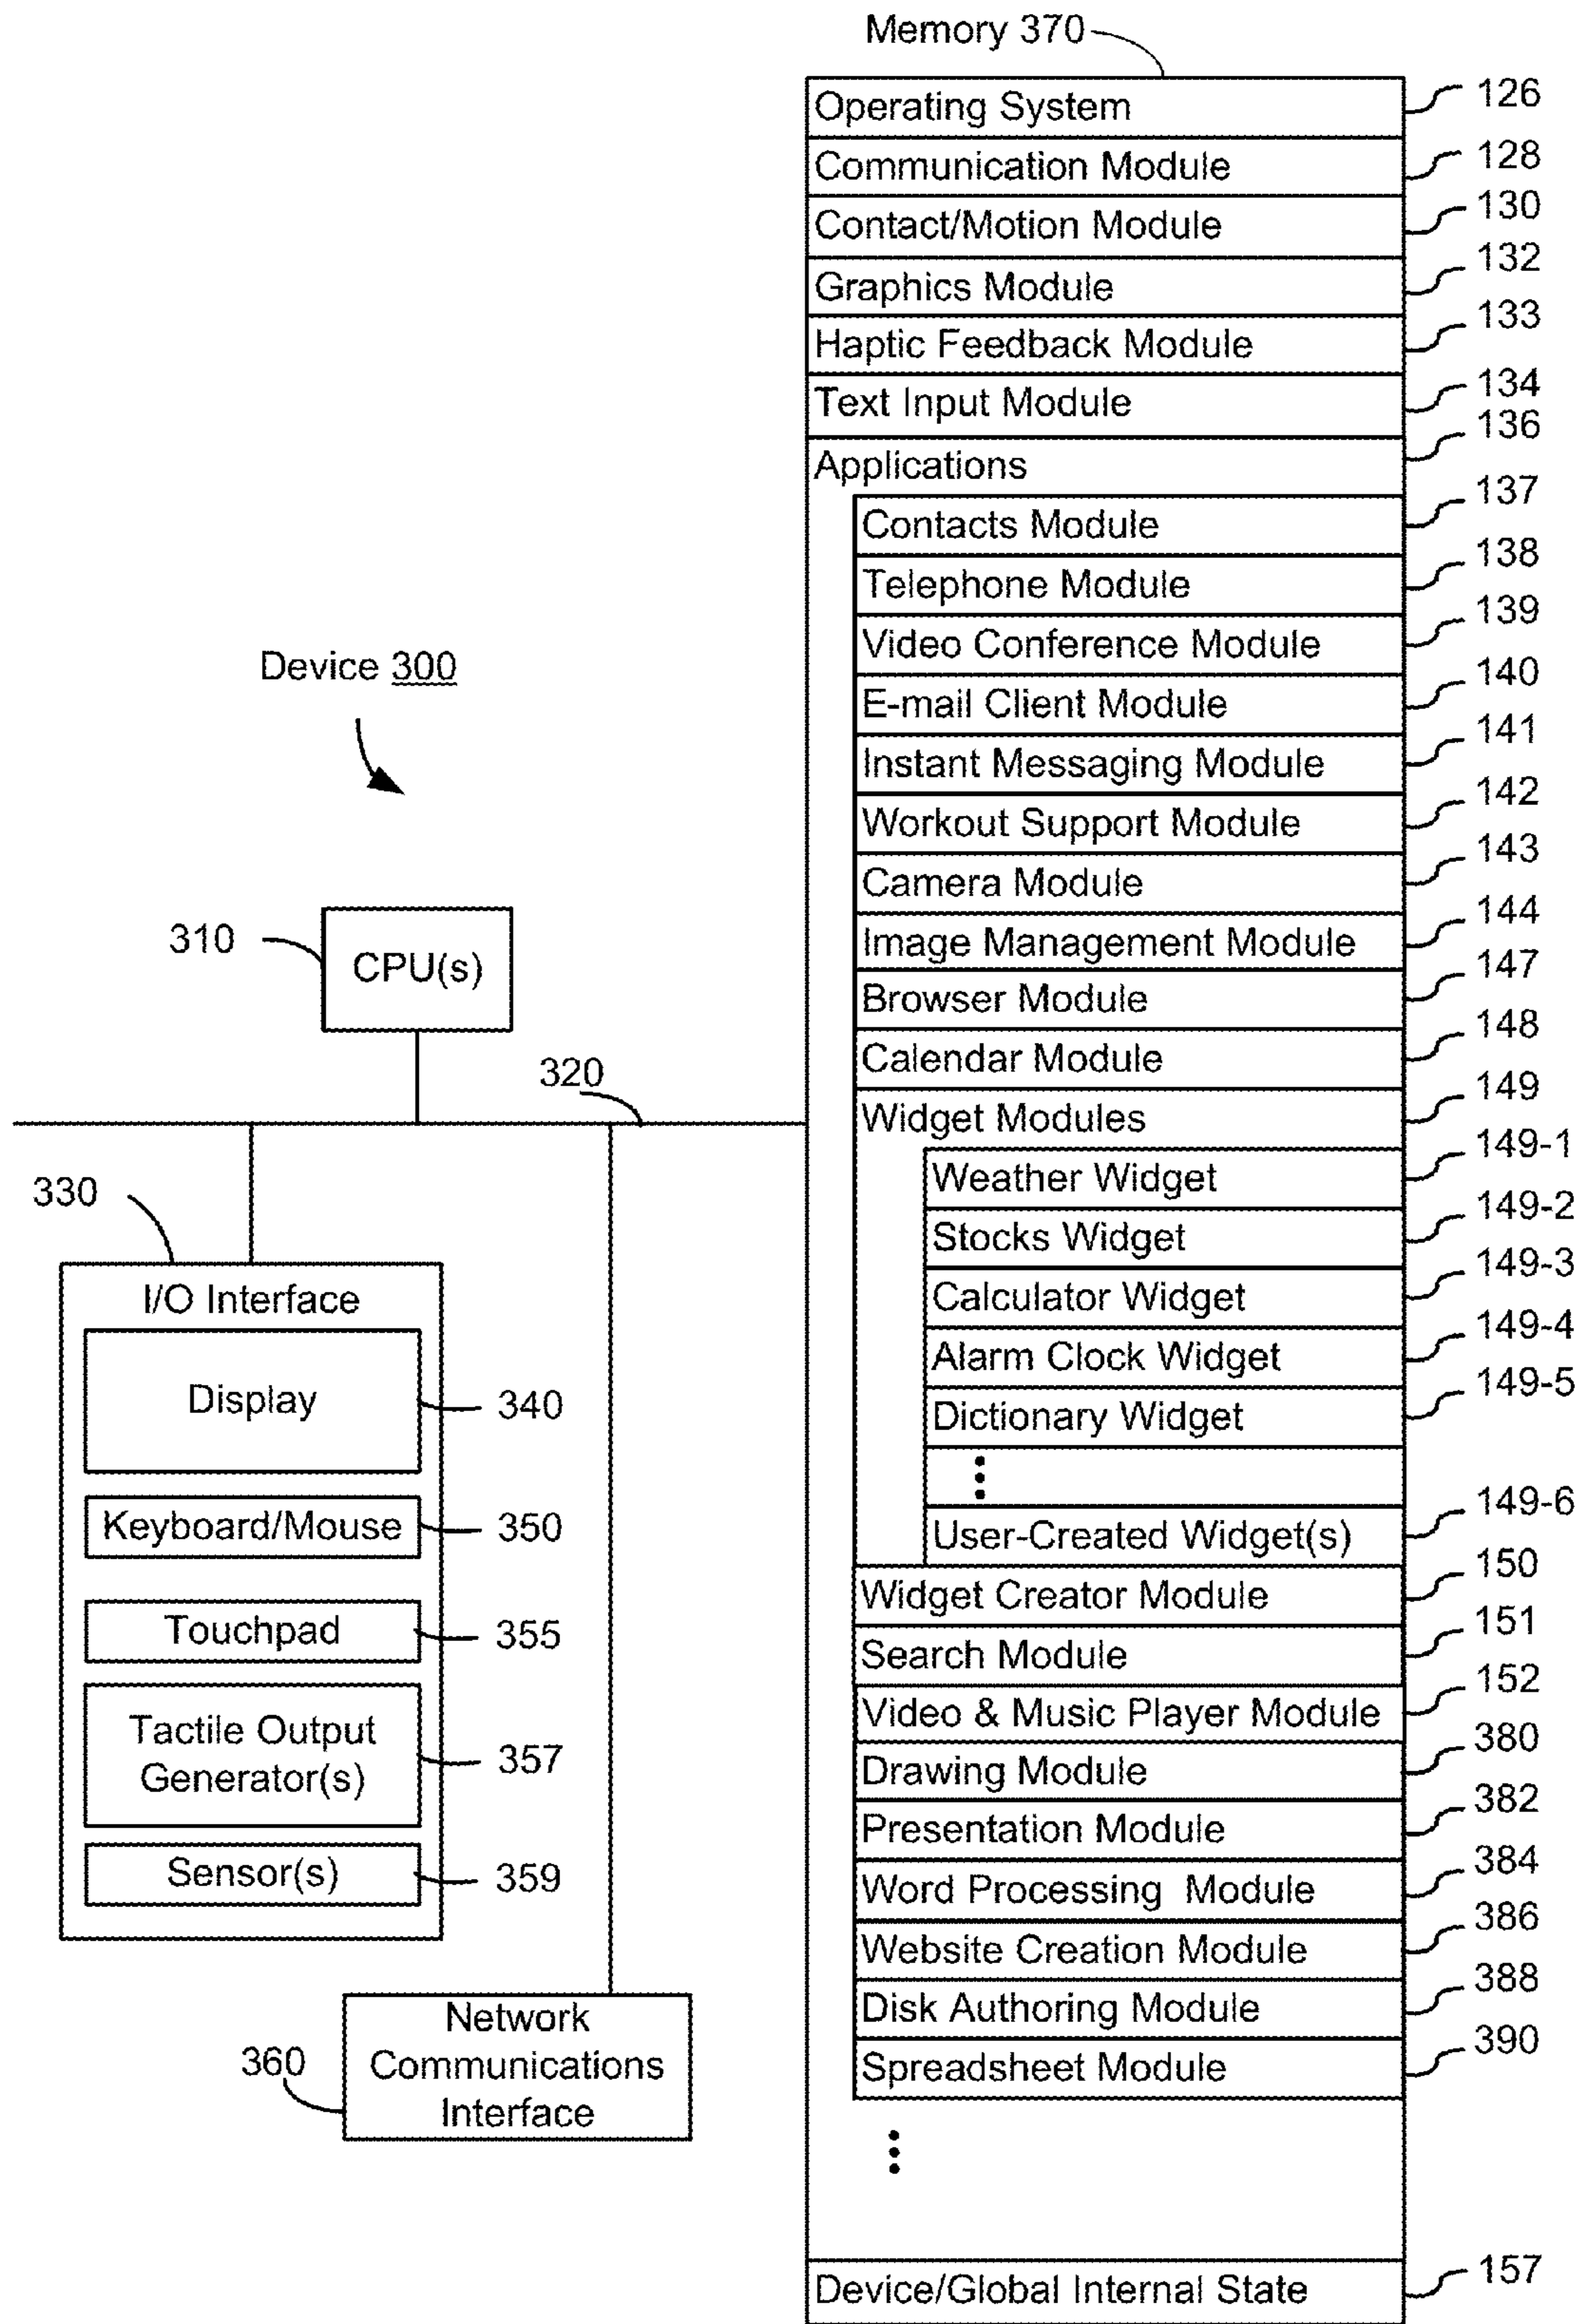 Memory 370
Operating System 126
Communication Module 128
Contact/Motion Module 130
Graphics Module 132
Haptic Feedback Module 133
Text Input Module 134
Applications 136
Contacts Module 137
Telephone Module 138
Video Conference Module 139
E-mail Client Module 140
Instant Messaging Module 141
Workout Support Module 142
Camera Module 143
Image Management Module 144
Browser Module 147
Calendar Module 148
Widget Modules 149
Weather Widget 149-1
Stocks Widget 149-2
Calculator Widget 149-3
Alarm Clock Widget 149-4
Dictionary Widget 149-5
User-Created Widget(s) 149-6
Widget Creator Module 150
Search Module 151
Video & Music Player Module 152
Drawing Module 380
Presentation Module 382
Word Processing Module 384
Website Creation Module 386
Disk Authoring Module 388
Spreadsheet Module 390
Device/Global Internal State 157
Device 300
310
CPU(s)
320
330
I/O Interface
Display 340
Keyboard/Mouse 350
Touchpad 355
Tactile Output
Generator(s) 357
Sensor(s) 359
360
Network
Communications
Interface